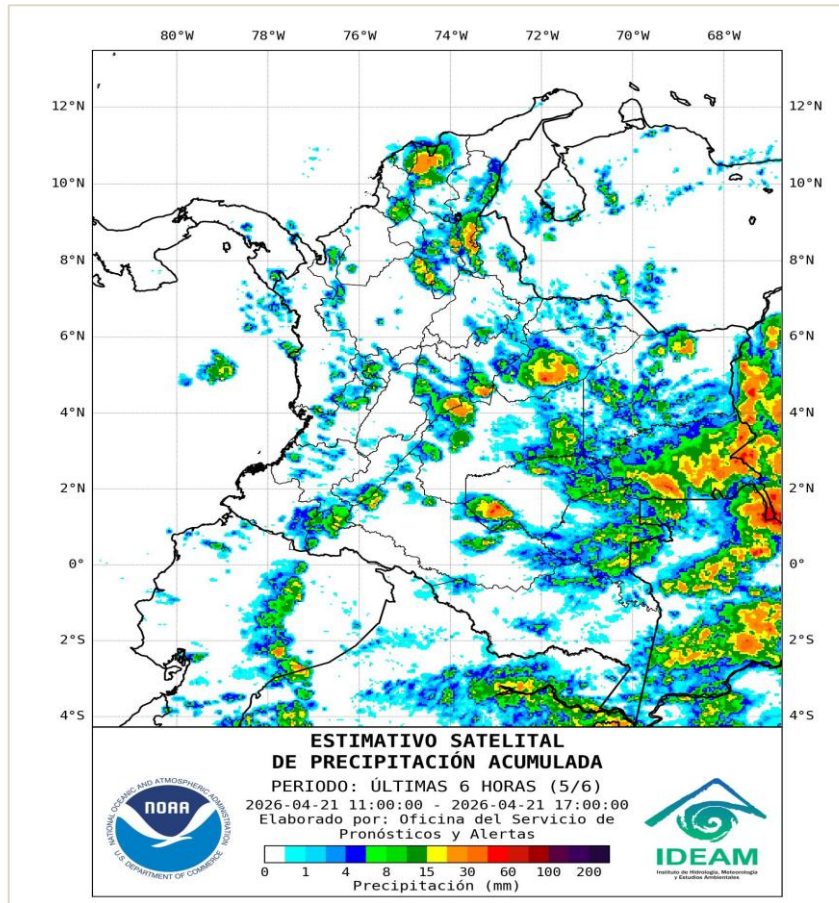 80°W 78°W 76°W 74°W 72°W 70°W 68°W
12°N 12°N
10°N 10°N
8°N 8°N
6°N 6°N
4°N 4°N
2°N 2°N
0° 0°
2°S 2°S
4°S 4°S
ESTIMATIVO SATELITAL
DE PRECIPITACIÓN ACUMULADA
PERIODO: ÚLTIMAS 6 HORAS (5/6)
2026-04-21 11:00:00 - 2026-04-21 17:00:00
Elaborado por: Oficina del Servicio de
Pronósticos y Alertas
0 1 4 8 15 30 60 100 200
Precipitación (mm)
NATIONAL OCEANIC AND ATMOSPHERIC ADMINISTRATION
NOAA
U.S. DEPARTMENT OF COMMERCE
IDEAM
Instituto de Hidrología, Meteorología
y Estudios Ambientales